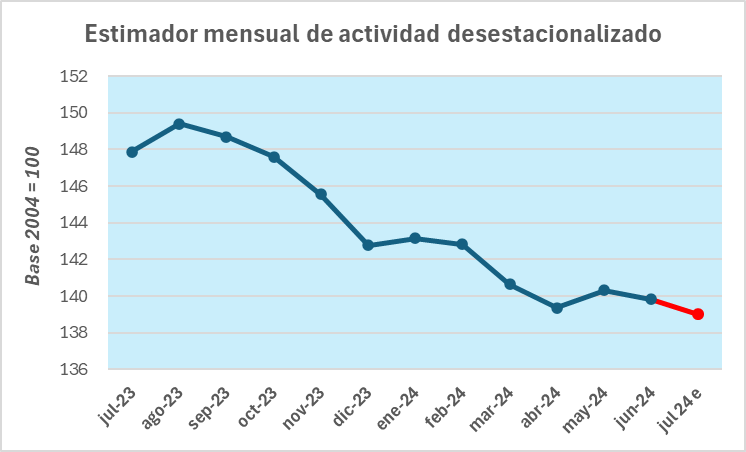 Estimador mensual de actividad desestacionalizado
Base 2004 = 100
152
150
148
146
144
142
140
138
136
jul-23
ago-23
sep-23
oct-23
nov-23
dic-23
ene-24
feb-24
mar-24
abr-24
may-24
jun-24
jul 24 e